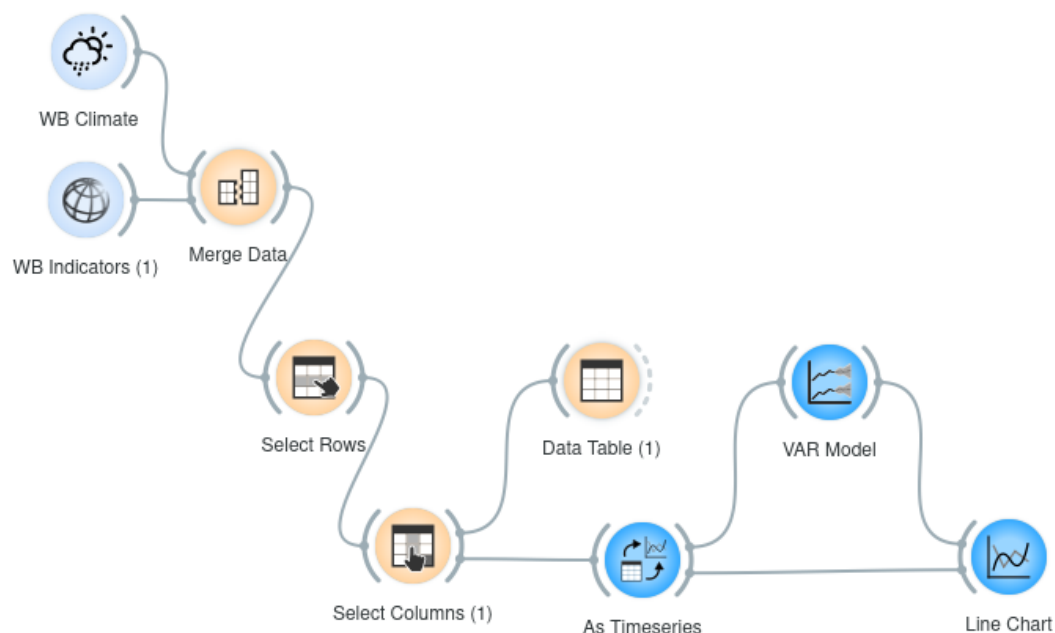 WB Climate
WB Indicators (1)
Merge Data
Select Rows
Data Table (1)
VAR Model
Select Columns (1)
As Timeseries
Line Chart